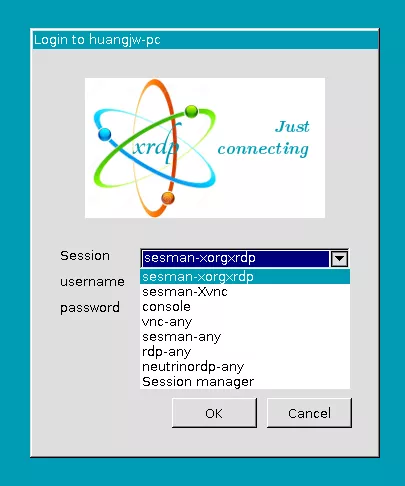 Login to huangjw-pc
xrdp
Just
connecting
Session
sesman-xorgxrdp
sesman-xorgxrdp
username
sesman-Xvnc
console
password
vnc-any
sesman-any
rdp-any
neutrinordp-any
Session manager
OK
Cancel